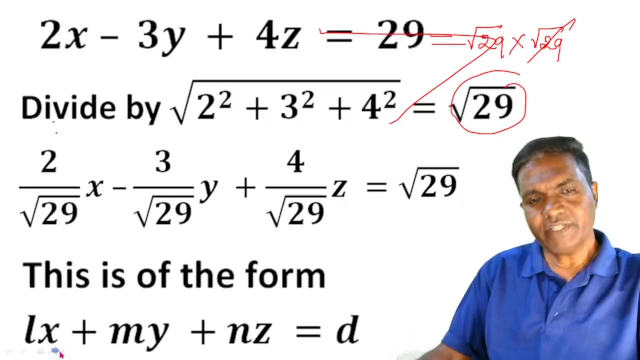 2x – 3y + 4z = 29 = √29 × √29
Divide by √(2² + 3² + 4²) = √29
2/√29 x – 3/√29 y + 4/√29 z = √29
This is of the form
lx + my + nz = d